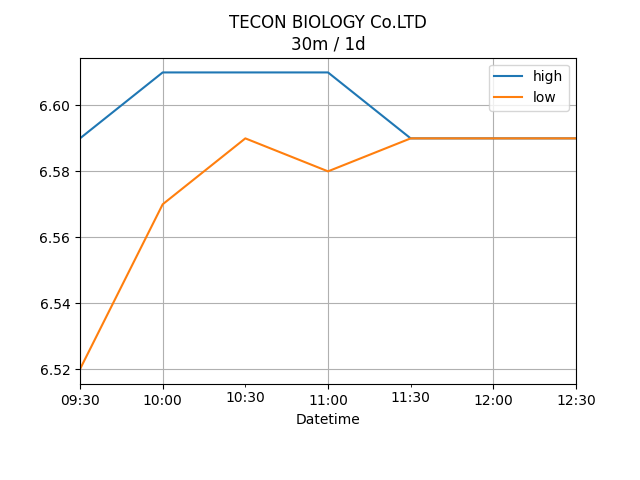 TECON BIOLOGY Co.LTD
30m / 1d
high
low
6.60
6.58
6.56
6.54
6.52
09:30 10:00 10:30 11:00 11:30 12:00 12:30
Datetime